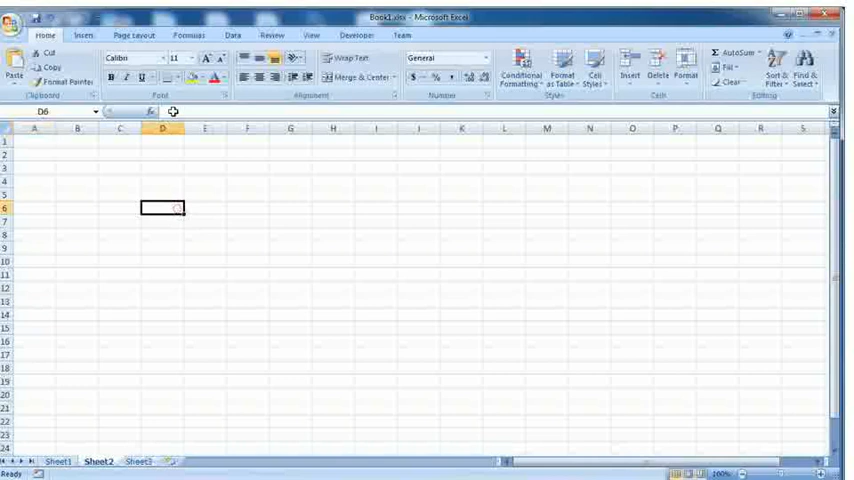 Book1.xlsx - Microsoft Excel
Home Insert Page Layout Formulas Data Review View Developer Team
Paste
Cut
Copy
Format Painter
Clipboard
Calibri 11 A A
B I U A
Font
Wrap Text
Merge & Center
Alignment
General
$ % ,
Number
Conditional Formatting
Format as Table
Cell Styles
Styles
Insert Delete Format
Cells
Σ AutoSum
Fill
Clear
Sort & Filter
Find & Select
Editing
D6 fx
A B C D E F G H I J K L M N O P Q R S
1
2
3
4
5
6
7
8
9
10
11
12
13
14
15
16
17
18
19
20
21
22
23
24
Sheet1 Sheet2 Sheet3
Ready 100%